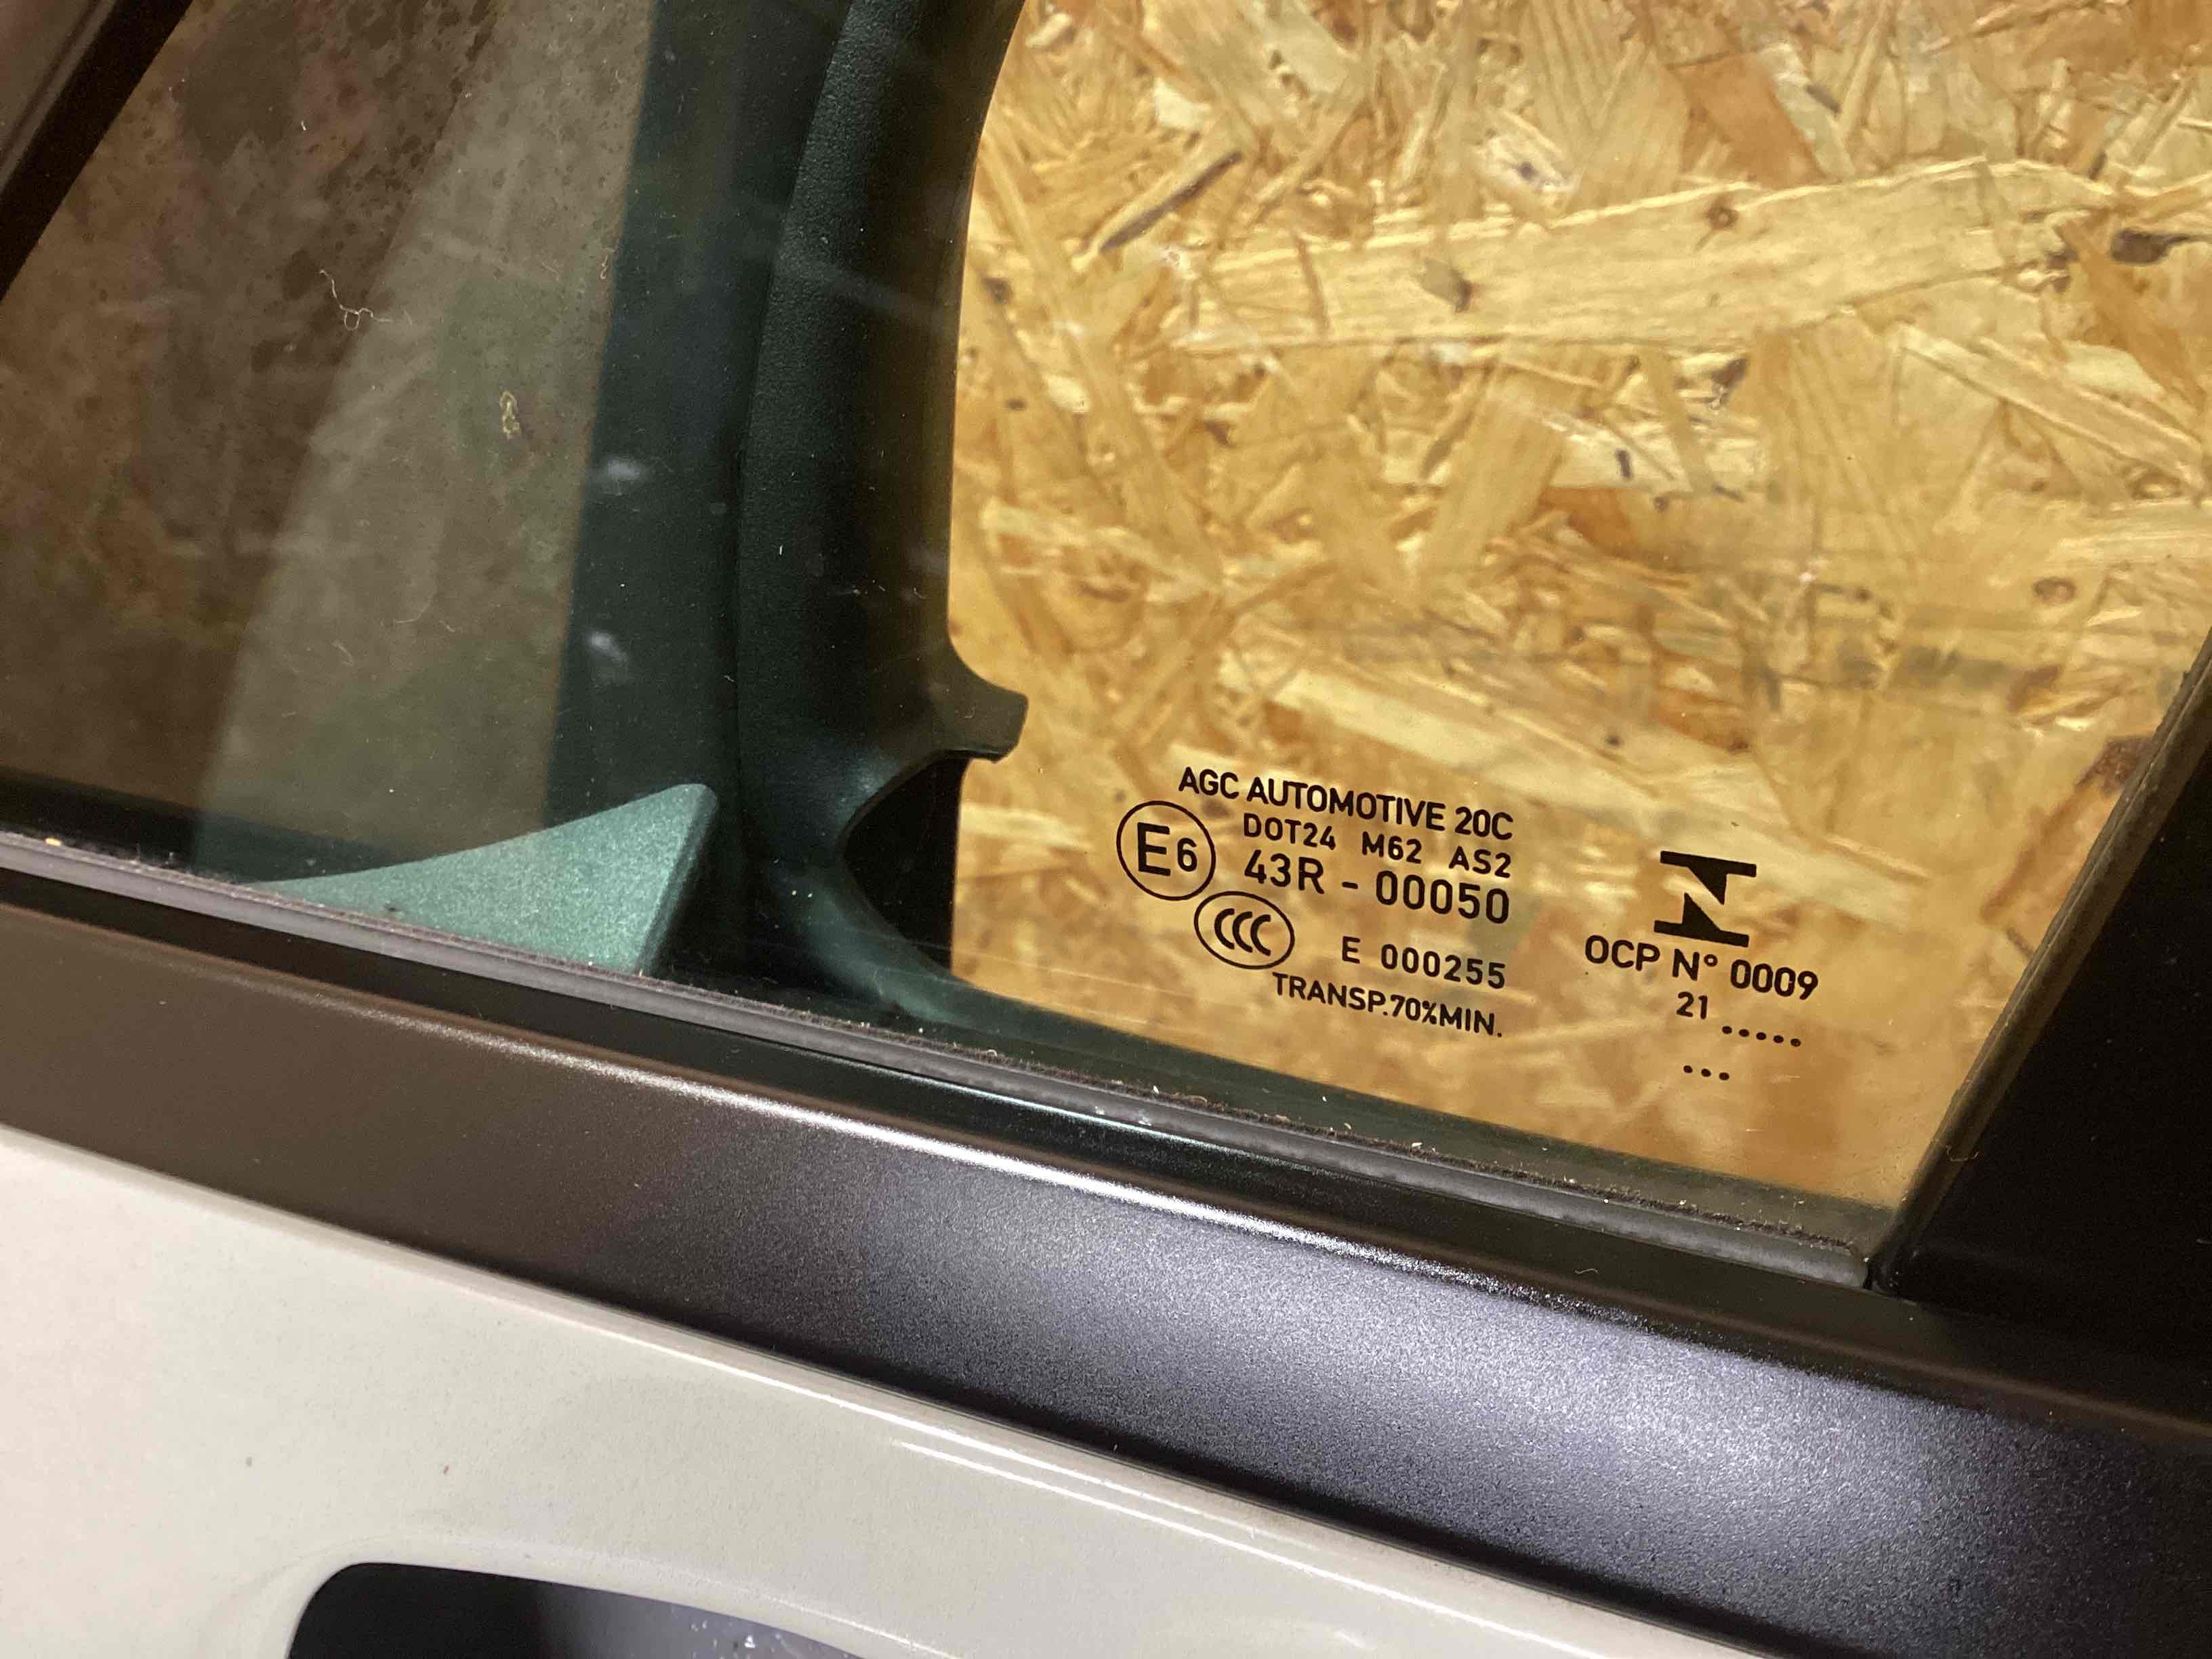 AGC AUTOMOTIVE 20C
DOT24 M62 AS2
E6 43R - 00050
CCC E 000255
TRANSP.70%MIN.
OCP N° 0009
21 .....
...